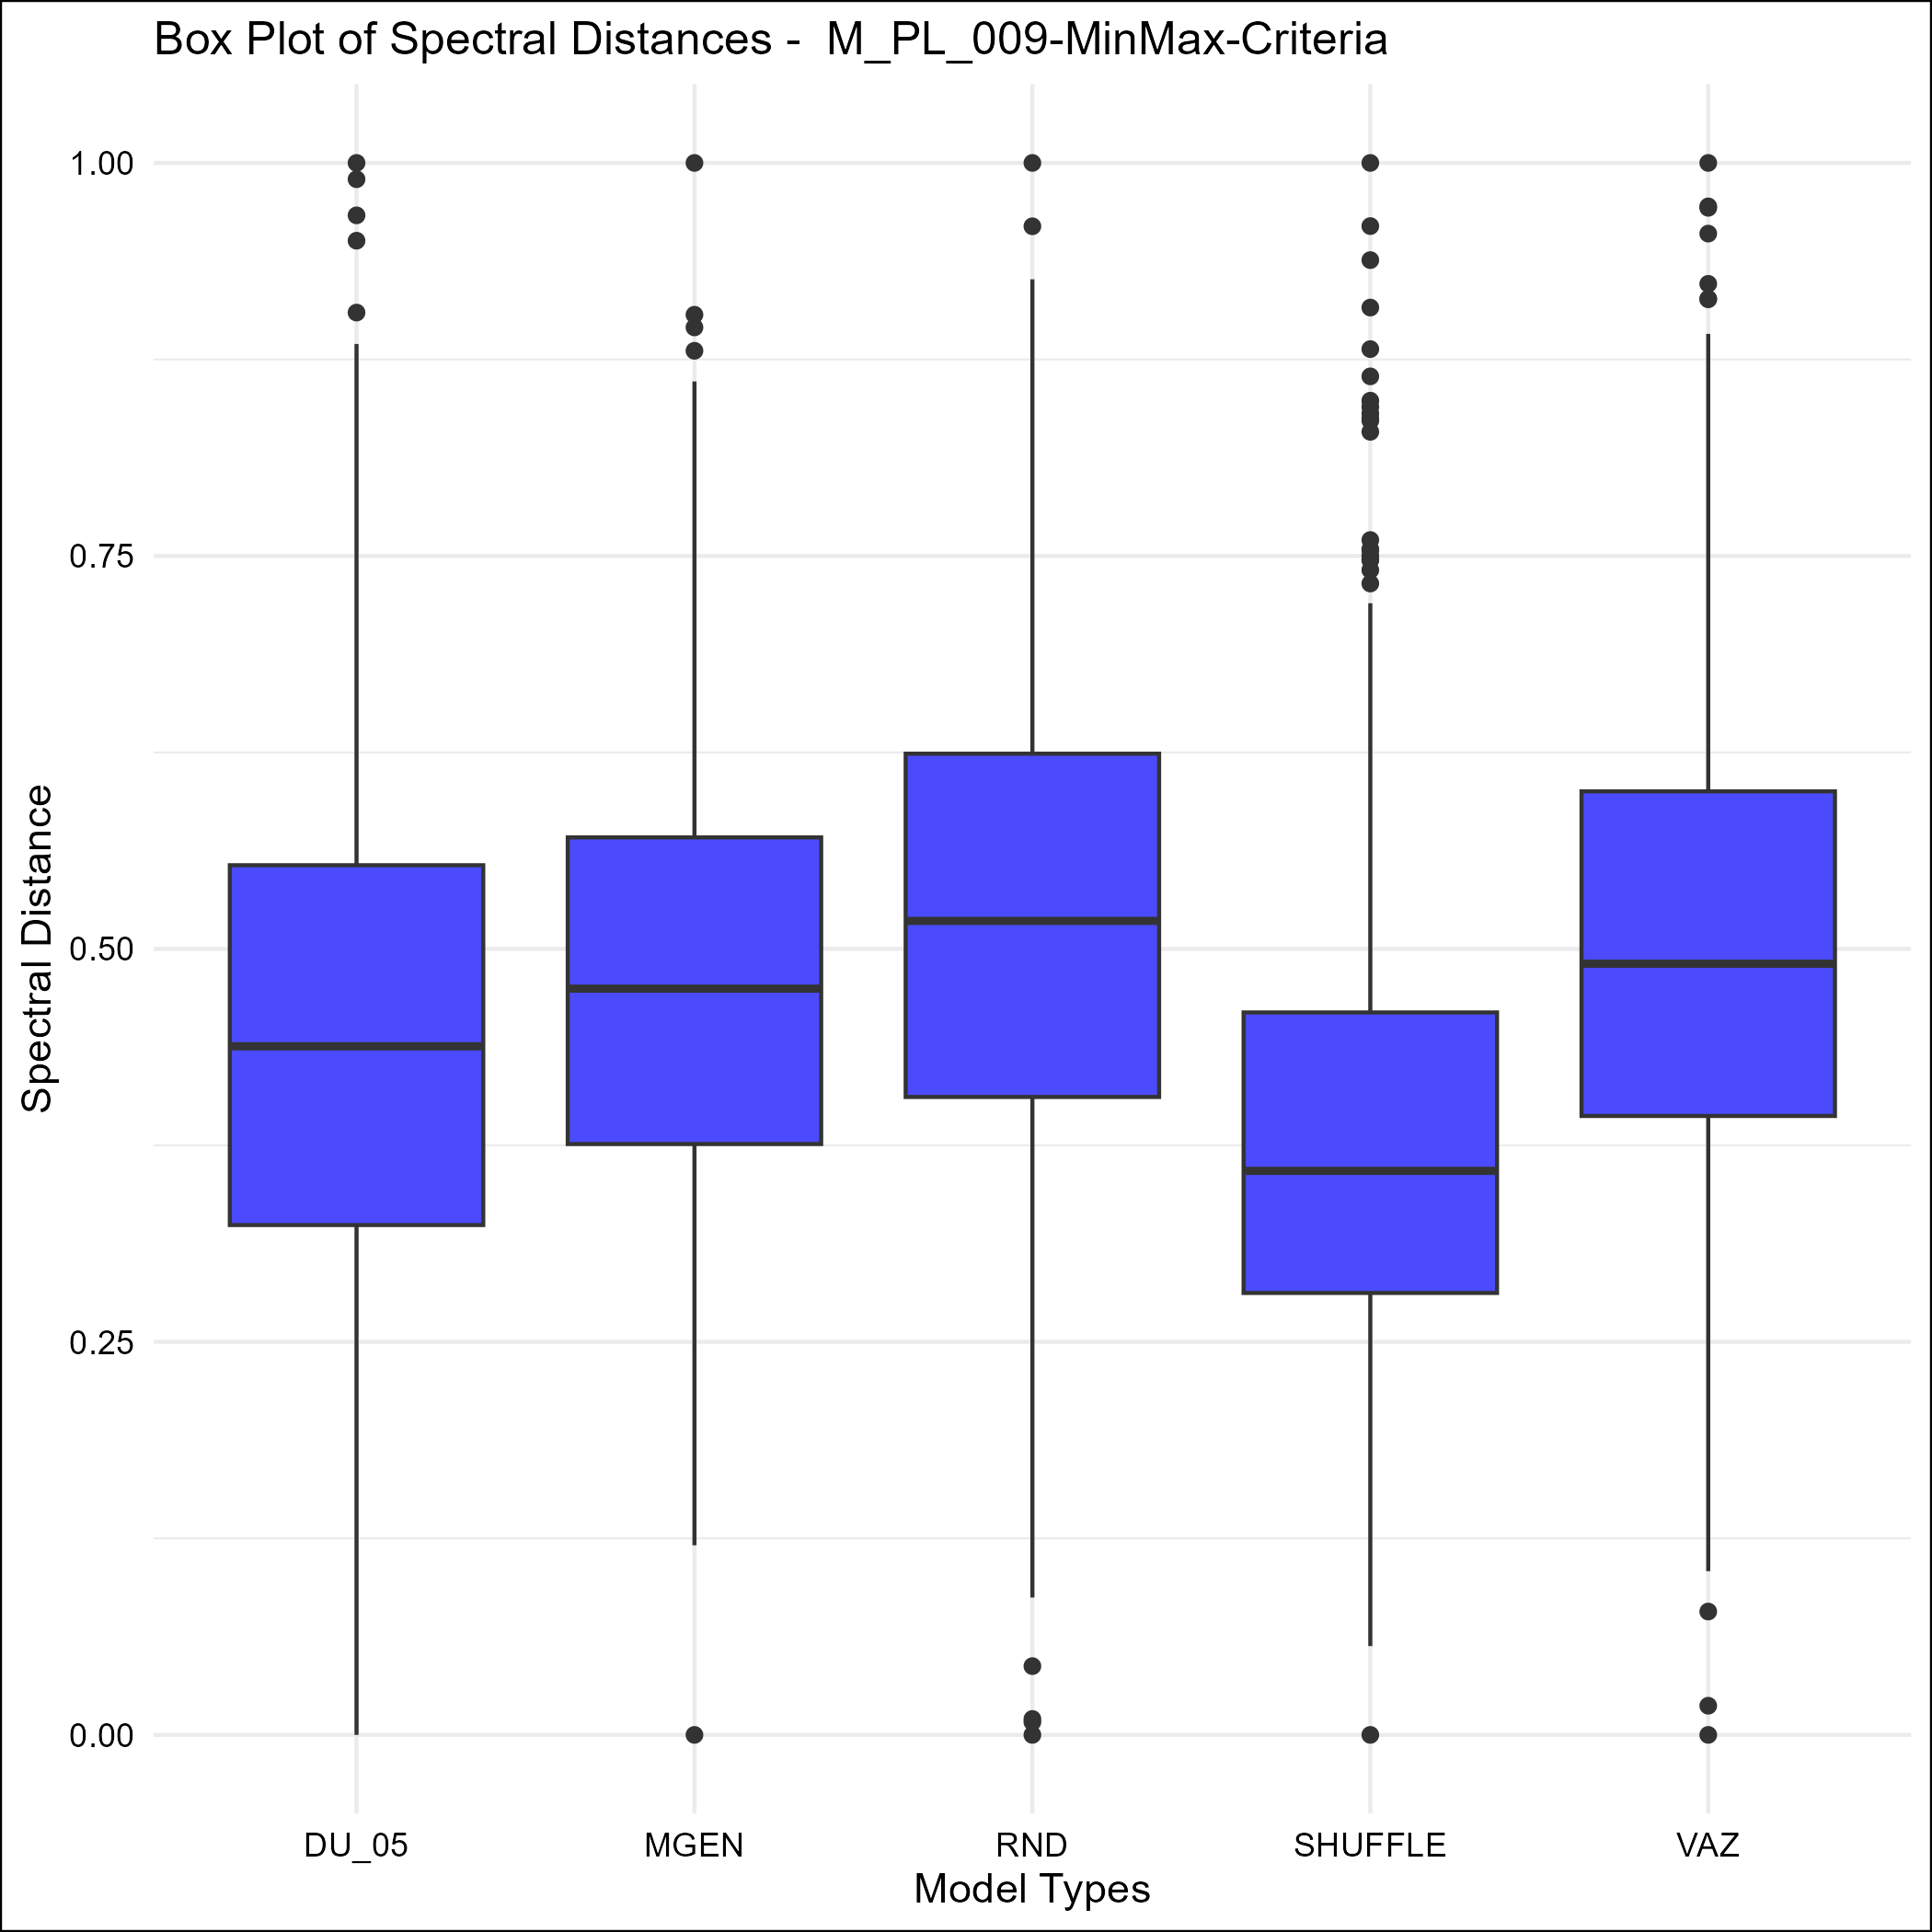 Box Plot of Spectral Distances -  M_PL_009-MinMax-Criteria
1.00
0.75
0.50
0.25
0.00
Spectral Distance
DU_05 MGEN RND SHUFFLE VAZ
Model Types